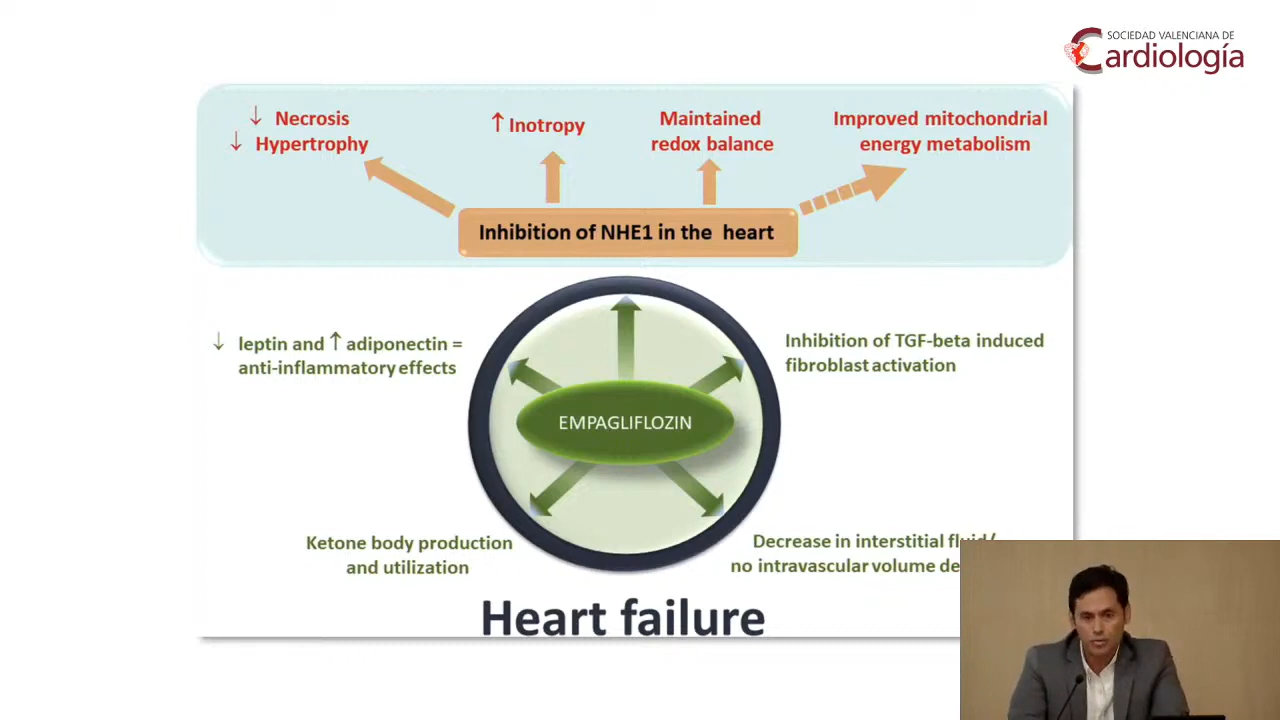 SOCIEDAD VALENCIANA DE
Cardiología
↓ Necrosis
↓ Hypertrophy
↑ Inotropy
Maintained
redox balance
Improved mitochondrial
energy metabolism
Inhibition of NHE1 in the heart
↓ leptin and ↑ adiponectin =
anti-inflammatory effects
Inhibition of TGF-beta induced
fibroblast activation
EMPAGLIFLOZIN
Ketone body production
and utilization
Decrease in interstitial fluid/
no intravascular volume
Heart failure